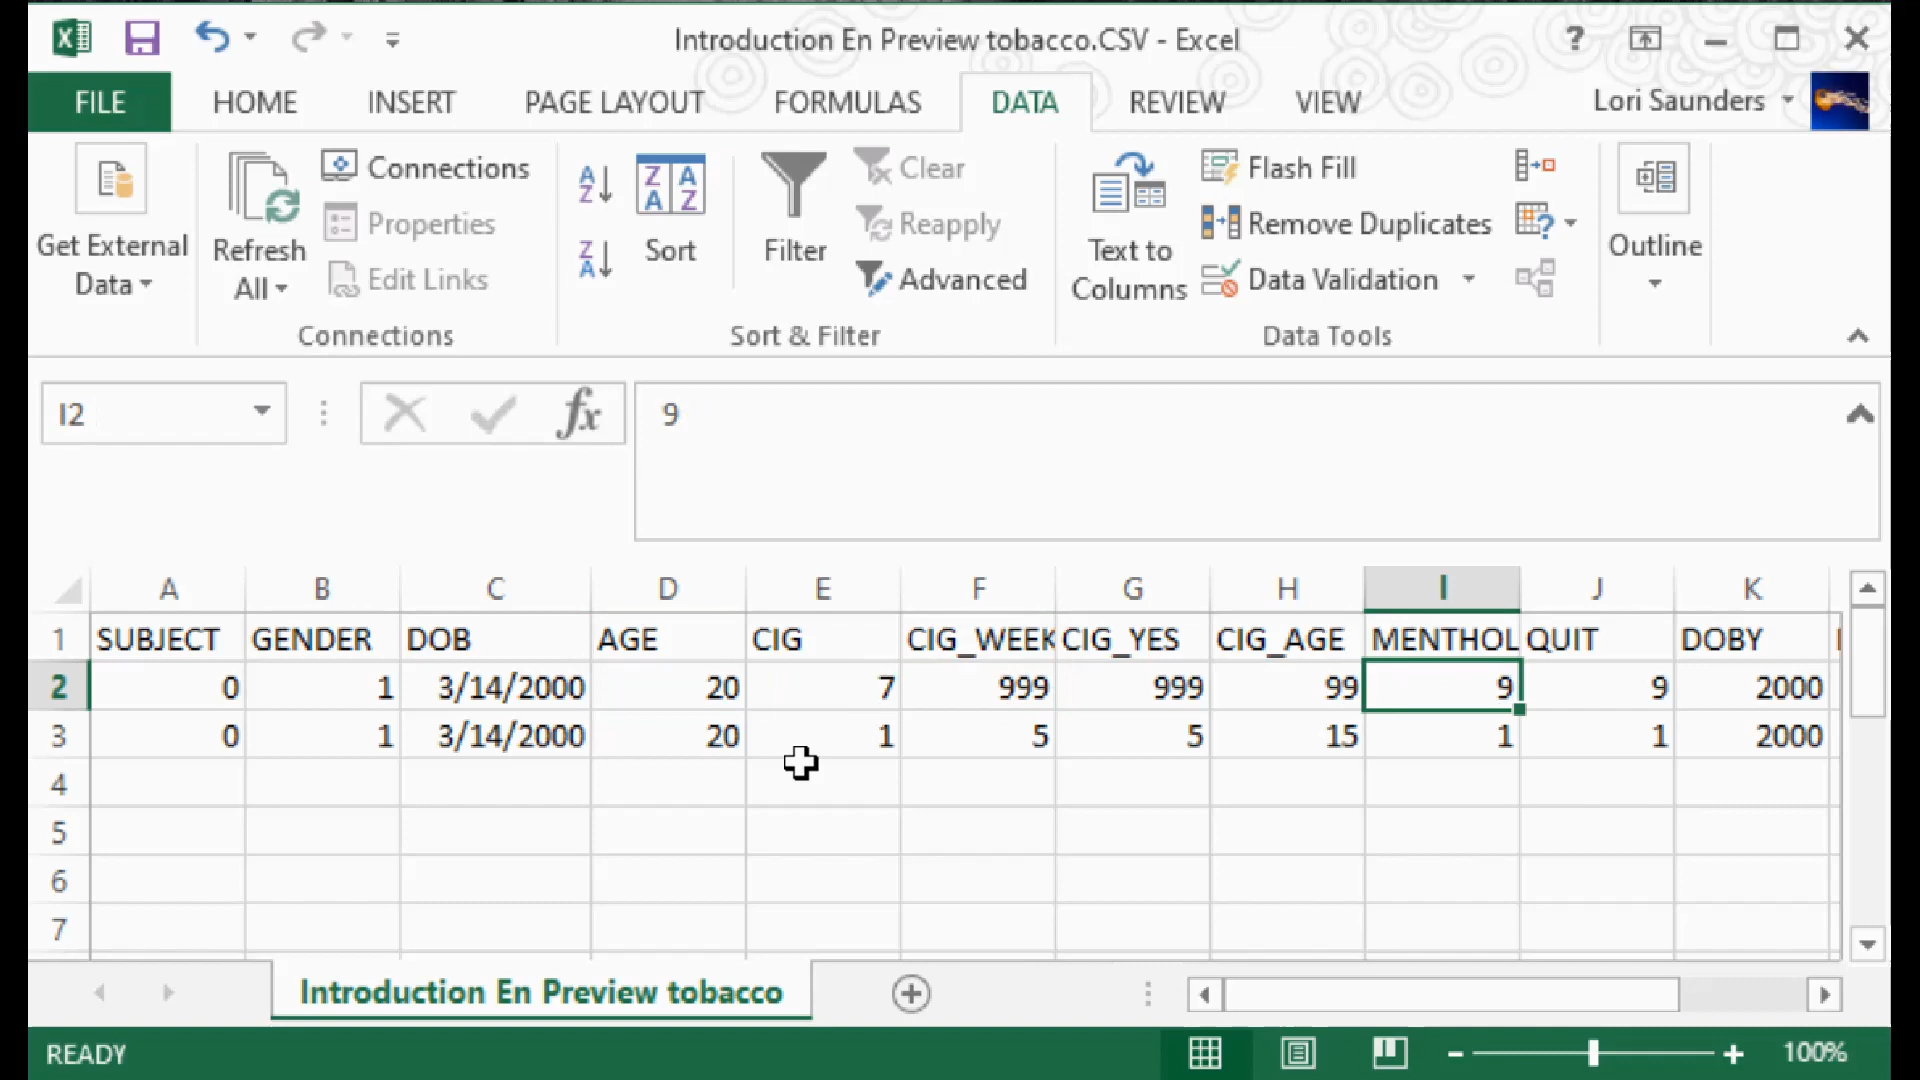 Introduction En Preview tobacco.CSV - Excel
FILE HOME INSERT PAGE LAYOUT FORMULAS DATA REVIEW VIEW Lori Saunders
Get External Data
Refresh All
Connections
Properties
Edit Links
Connections
Sort
Filter
Clear
Reapply
Advanced
Sort & Filter
Text to Columns
Flash Fill
Remove Duplicates
Data Validation
Data Tools
Outline
I2 fx 9
A B C D E F G H I J K
1 SUBJECT GENDER DOB AGE CIG CIG_WEEK CIG_YES CIG_AGE MENTHOL QUIT DOBY
2 0 1 3/14/2000 20 7 999 999 99 9 9 2000
3 0 1 3/14/2000 20 1 5 5 15 1 1 2000
4
5
6
7
Introduction En Preview tobacco
READY 100%